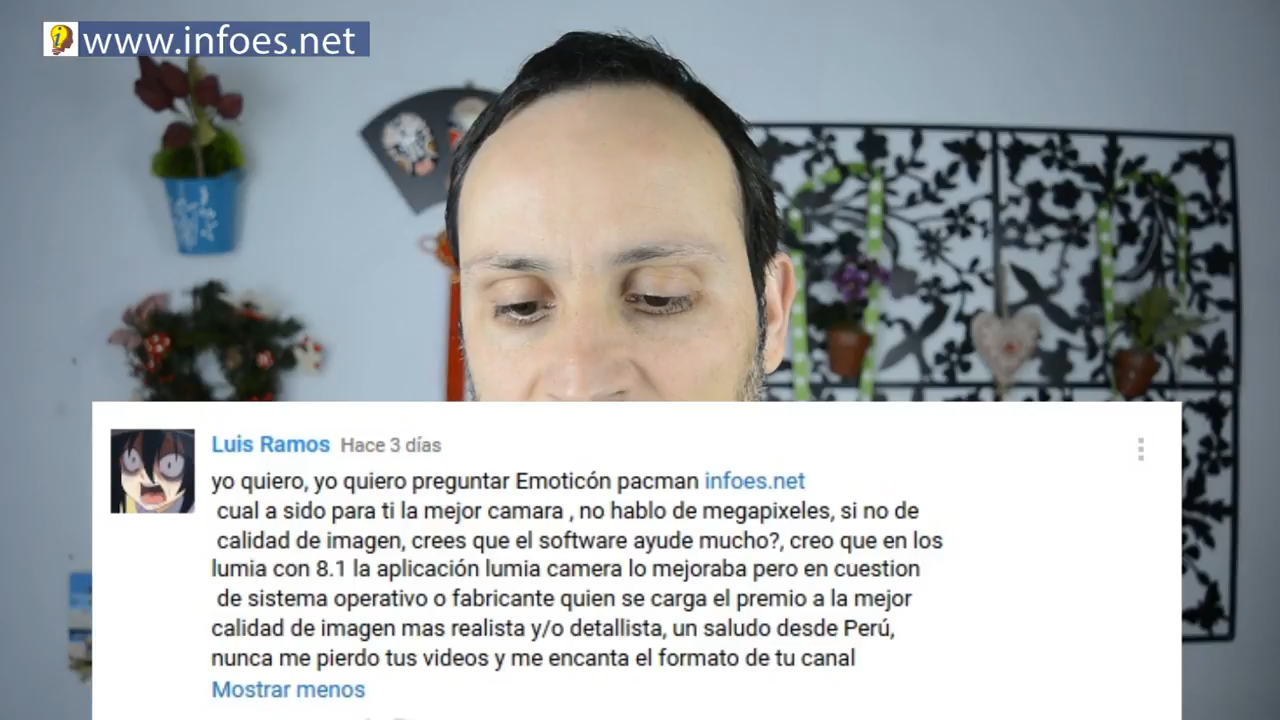 www.infoes.net
Luis Ramos Hace 3 días
yo quiero, yo quiero preguntar Emoticón pacman infoes.net
cual a sido para ti la mejor camara , no hablo de megapixeles, si no de
calidad de imagen, crees que el software ayude mucho?, creo que en los
lumia con 8.1 la aplicación lumia camera lo mejoraba pero en cuestion
de sistema operativo o fabricante quien se carga el premio a la mejor
calidad de imagen mas realista y/o detallista, un saludo desde Perú,
nunca me pierdo tus videos y me encanta el formato de tu canal
Mostrar menos